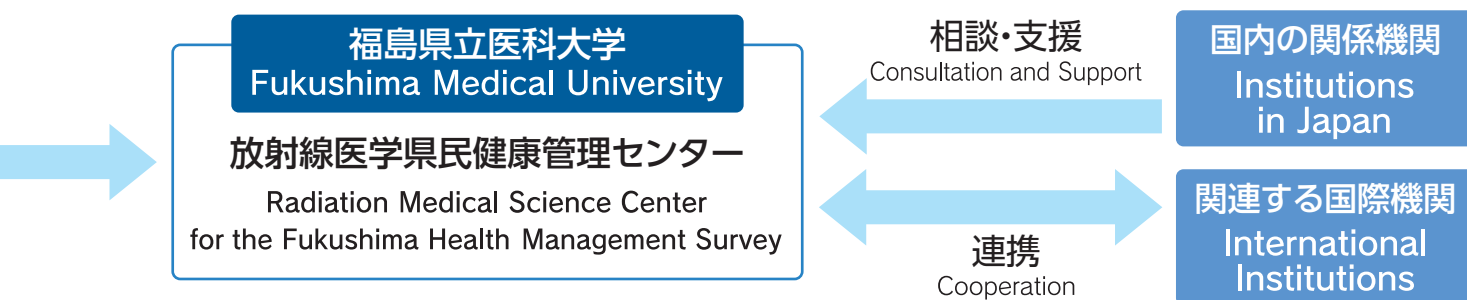 福島県立医科大学
Fukushima Medical University
放射線医学県民健康管理センター
Radiation Medical Science Center
for the Fukushima Health Management Survey
相談・支援
Consultation and Support
連携
Cooperation
国内の関係機関
Institutions
in Japan
関連する国際機関
International
Institutions